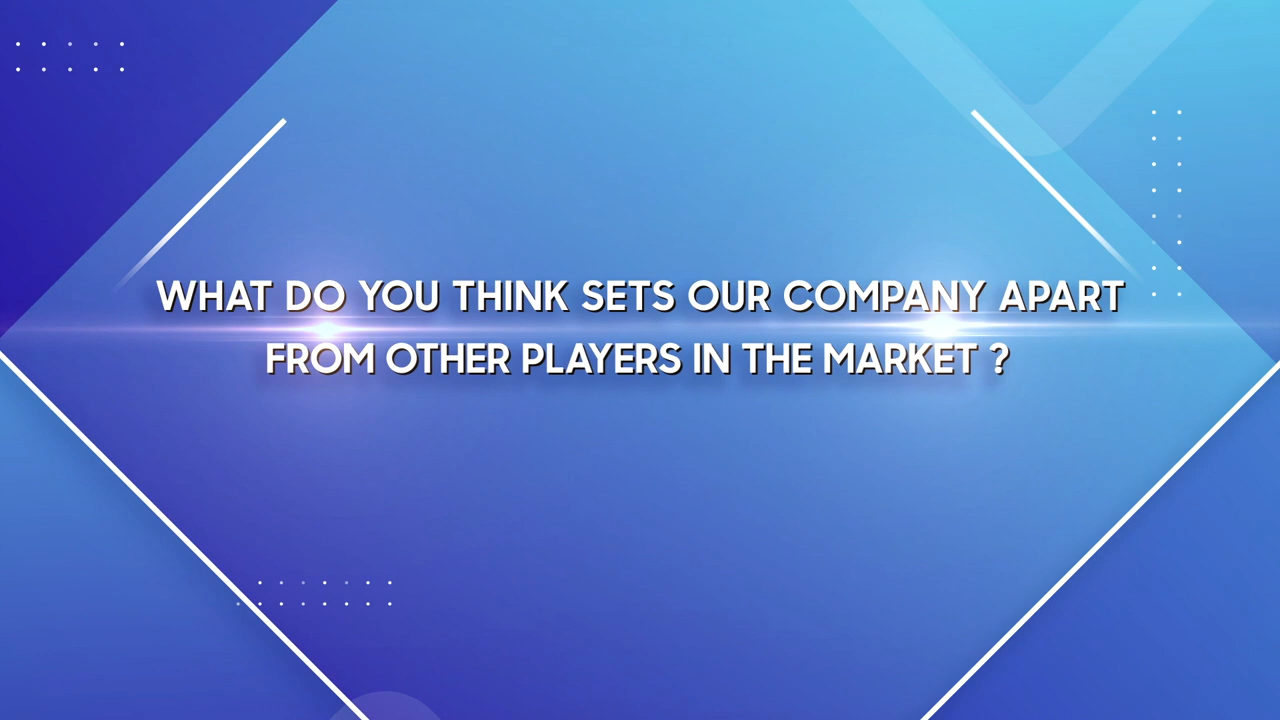 WHAT DO YOU THINK SETS OUR COMPANY APART
FROM OTHER PLAYERS IN THE MARKET ?